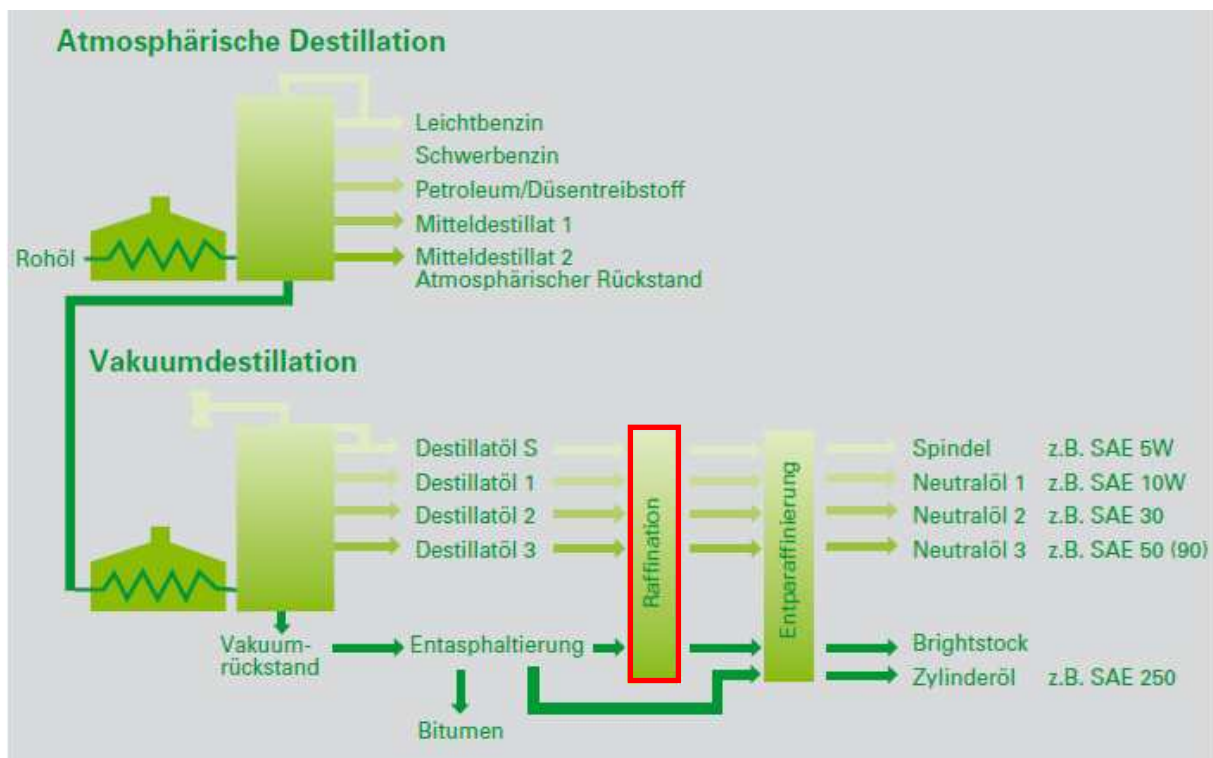 Atmosphärische Destillation
Leichtbenzin
Schwerbenzin
Petroleum/Düsentreibstoff
Mitteldestillat 1
Rohöl
Mitteldestillat 2
Atmosphärischer Rückstand
Vakuumdestillation
Destillatöl S
Spindel z.B. SAE 5W
Destillatöl 1
Neutralöl 1 z.B. SAE 10W
Destillatöl 2
Neutralöl 2 z.B. SAE 30
Destillatöl 3
Neutralöl 3 z.B. SAE 50 (90)
Raffination
Entparaffinierung
Vakuum-
rückstand
Entasphaltierung
Brightstock
Zylinderöl z.B. SAE 250
Bitumen